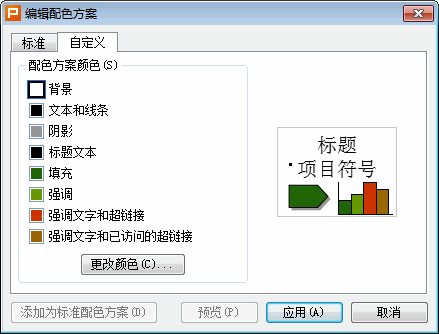 编辑配色方案
标准
自定义
配色方案颜色(S)
背景
文本和线条
阴影
标题文本
填充
强调
强调文字和超链接
强调文字和已访问的超链接
更改颜色(C)...
标题
·项目符号
添加为标准配色方案(D)
预览(P)
应用(A)
取消